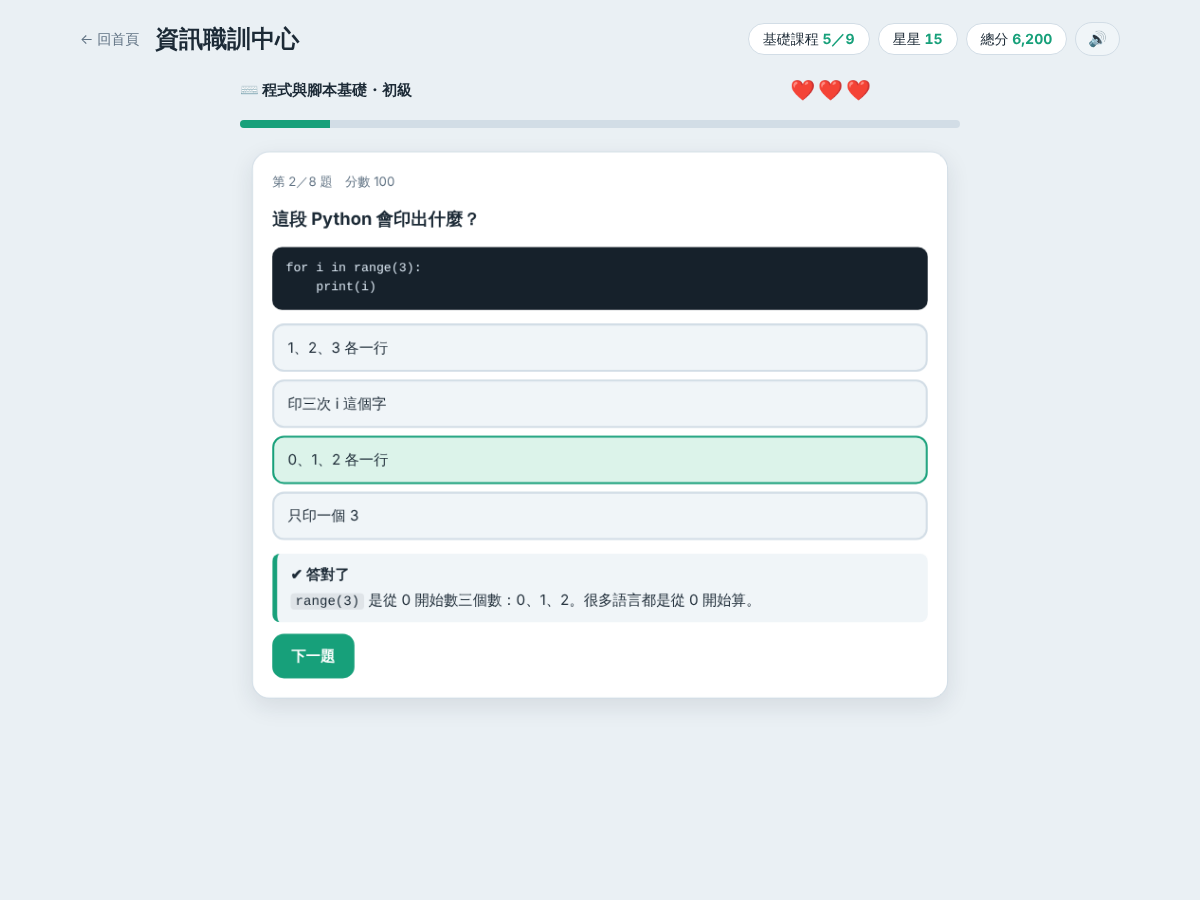 ← 回首頁 資訊職訓中心 基礎課程 5／9 星星 15 總分 6,200
程式與腳本基礎・初級
第 2／8 題 分數 100
這段 Python 會印出什麼？
for i in range(3):
    print(i)
1、2、3 各一行
印三次 i 這個字
0、1、2 各一行
只印一個 3
✔ 答對了
range(3) 是從 0 開始數三個數：0、1、2。很多語言都是從 0 開始算。
下一題